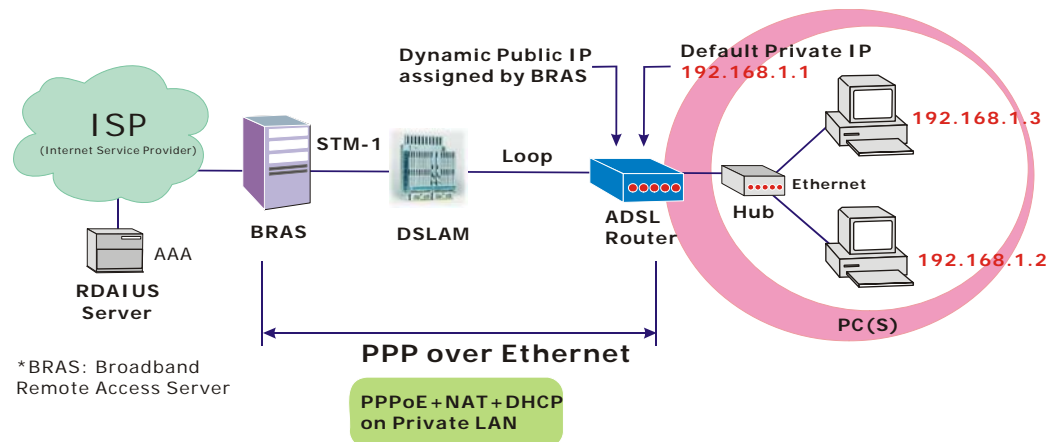 Dynamic Public IP
assigned by BRAS
Default Private IP
192.168.1.1
ISP
(Internet Service Provider)
STM-1
Loop
192.168.1.3
Ethernet
Hub
BRAS
DSLAM
ADSL
Router
AAA
RDAIUS
Server
192.168.1.2
PC(S)
PPP over Ethernet
*BRAS: Broadband
Remote Access Server
PPPoE+NAT+DHCP
on Private LAN